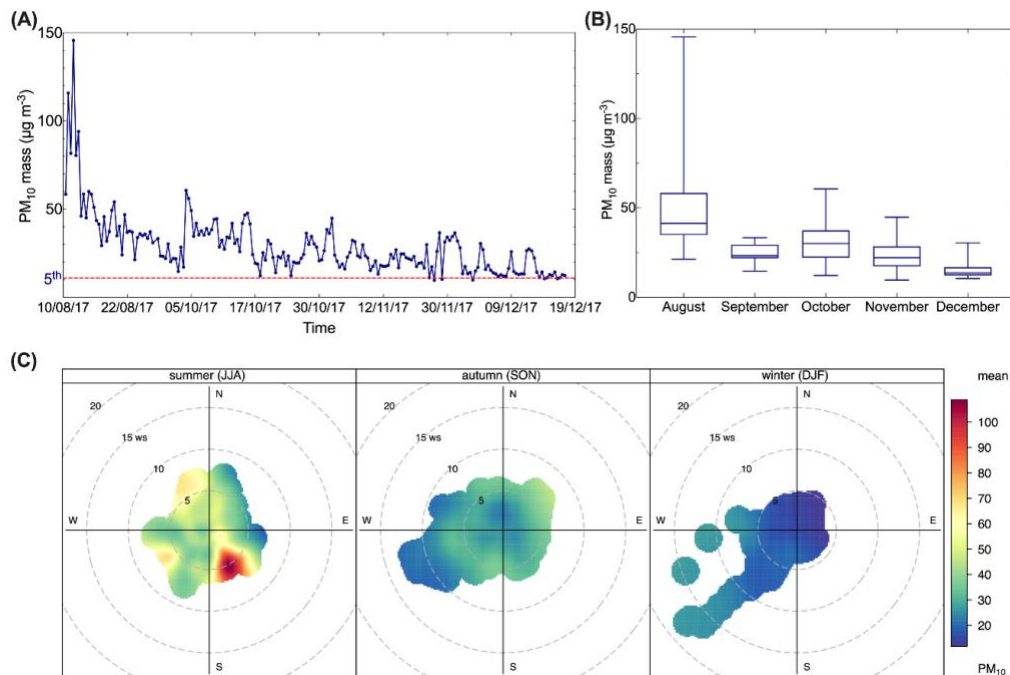 (A)
150
100
50
5th
PM10 mass (µg m-3)
10/08/17 22/08/17 05/10/17 17/10/17 30/10/17 12/11/17 30/11/17 09/12/17 19/12/17
Time
(B)
150
100
50
0
PM10 mass (µg m-3)
August September October November December
(C)
summer (JJA)
N
20
15 ws
10
5
W
E
S
autumn (SON)
N
20
15 ws
10
5
W
E
S
winter (DJF)
N
20
15 ws
10
5
W
E
S
mean
100
90
80
70
60
50
40
30
20
PM10